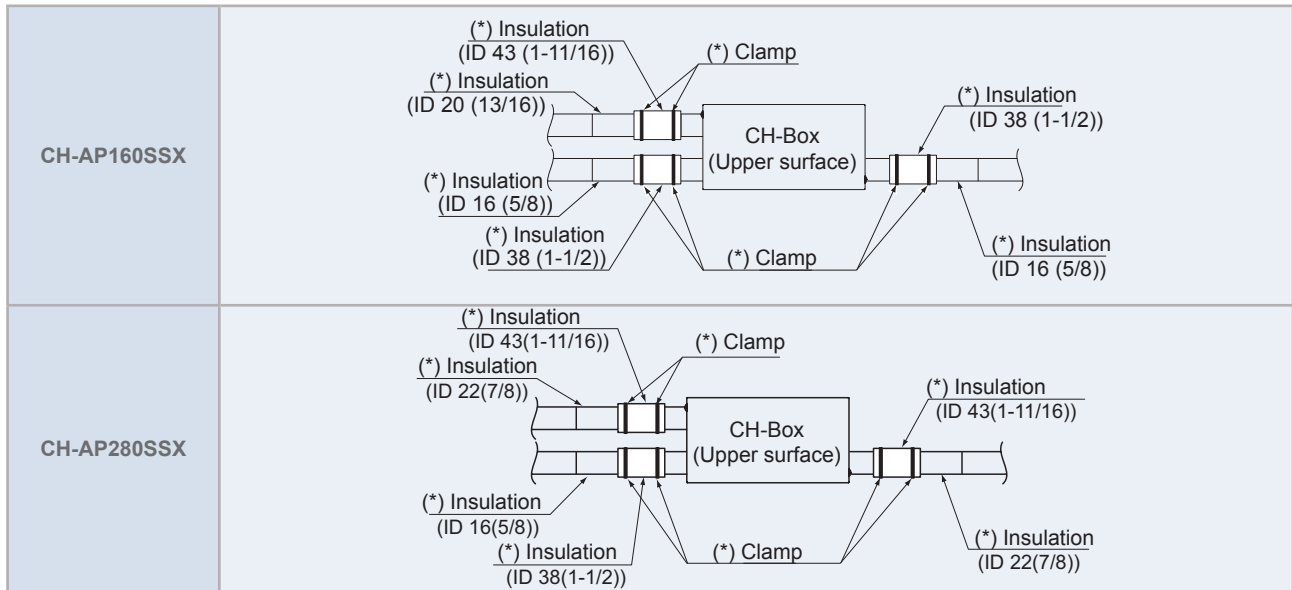 CH-AP160SSX
(*) Insulation
(ID 43 (1-11/16))
(*) Clamp
(*) Insulation
(ID 20 (13/16))
(*) Insulation
(ID 38 (1-1/2))
CH-Box
(Upper surface)
(*) Insulation
(ID 16 (5/8))
(*) Insulation
(ID 38 (1-1/2))
(*) Clamp
(*) Insulation
(ID 16 (5/8))
CH-AP280SSX
(*) Insulation
(ID 43(1-11/16))
(*) Clamp
(*) Insulation
(ID 22(7/8))
(*) Insulation
(ID 43(1-11/16))
CH-Box
(Upper surface)
(*) Insulation
(ID 16(5/8))
(*) Insulation
(ID 38(1-1/2))
(*) Clamp
(*) Insulation
(ID 22(7/8))